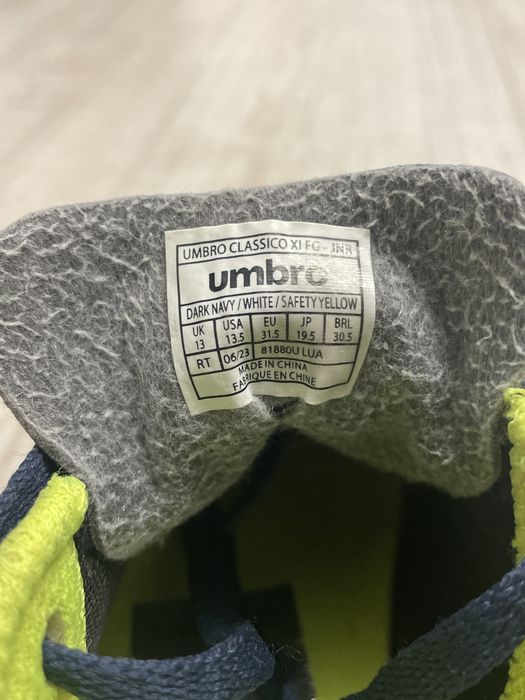 UMBRO CLASSICO XI FG - JNR
umbro
DARK NAVY / WHITE / SAFETY YELLOW
UK USA EU JP BRL
13 13.5 31.5 19.5 30.5
RT 06/23 81880U LUA
MADE IN CHINA
FABRIQUE EN CHINE